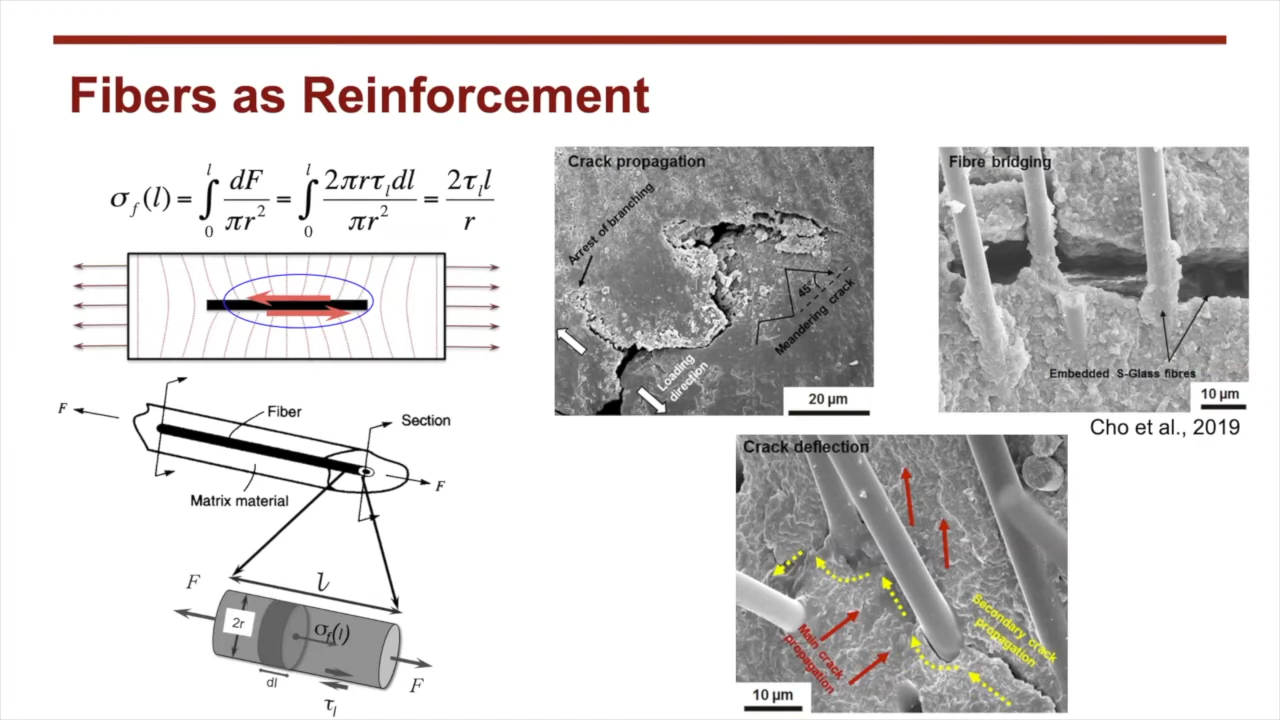 Fibers as Reinforcement
σ_f(l) = ∫₀ˡ dF/πr² = ∫₀ˡ 2πrτ_l dl/πr² = 2τ_l l/r
F
Fiber
Section
Matrix material
F
F
l
2r
σ_f(l)
dl
F
τ_l
Crack propagation
Arrest of branching
45°
Meandering crack
Loading
direction
20 µm
Fibre bridging
Embedded S-Glass fibres
10 µm
Cho et al., 2019
Crack deflection
Secondary crack
propagation
Main crack
propagation
10 µm